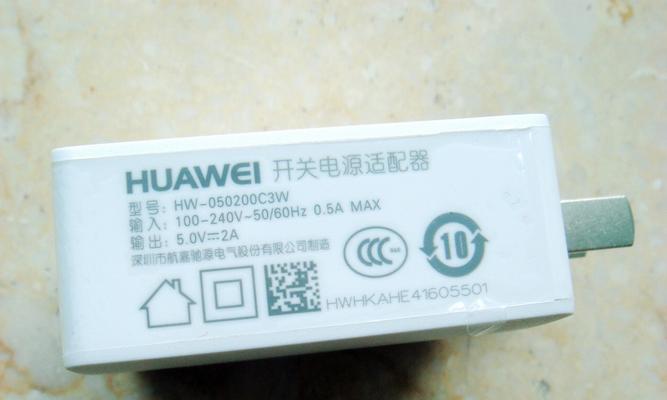 HUAWEI 开关电源适配器
型号: HW-050200C3W
输入: 100-240V~50/60Hz 0.5A MAX
输出: 5.0V⎓2A
深圳市航嘉驰源电气股份有限公司制造
CCC
10
HWHKAHE41605501